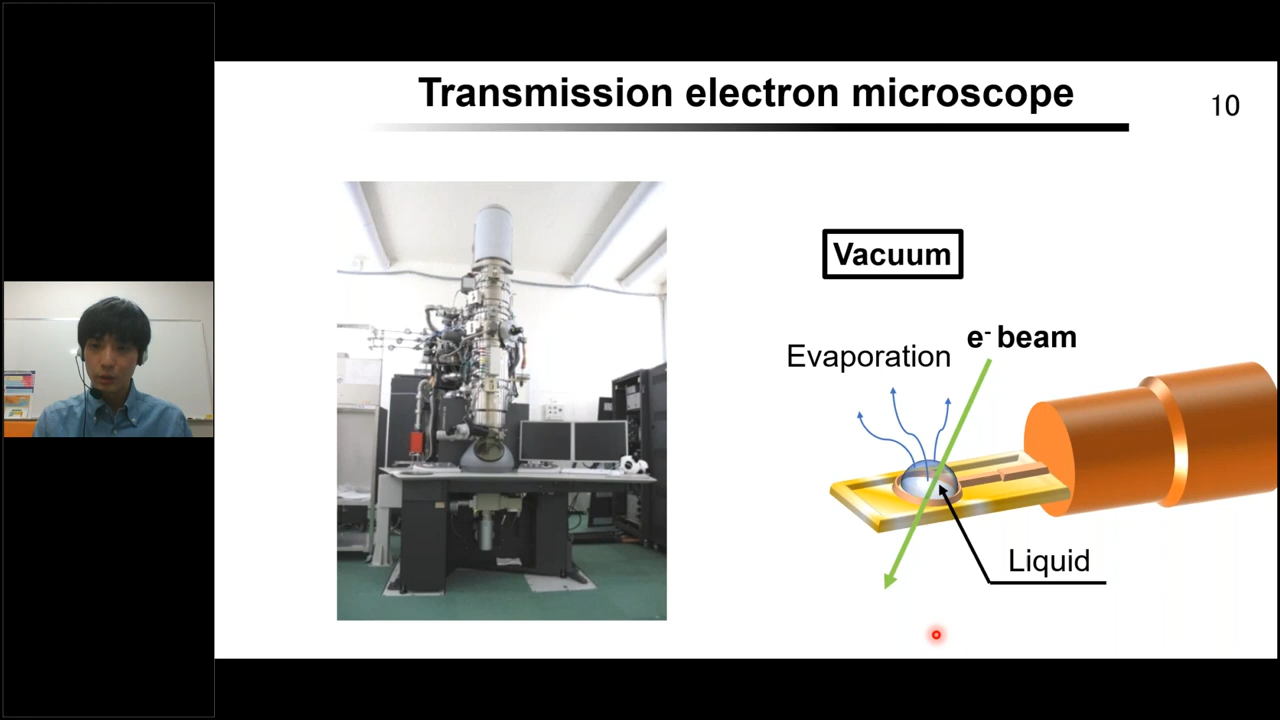 Transmission electron microscope
10
Vacuum
e⁻ beam
Evaporation
Liquid